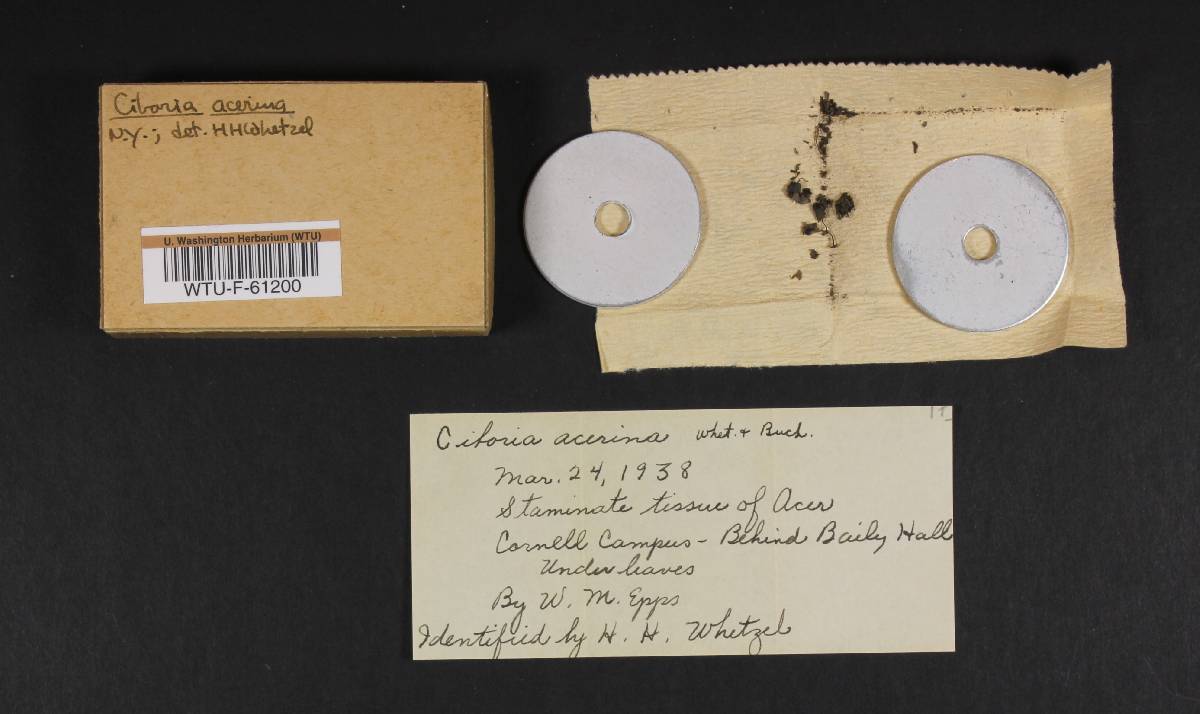 Ciboria acerina
N.Y.; det. HHWhetzel
U. Washington Herbarium (WTU)
WTU-F-61200
Ciboria acerina Whet. & Buch.
Mar. 24, 1938
Staminate tissue of Acer
Cornell Campus - Behind Baily Hall
Under leaves
By W. M. Epps
Identified by H. H. Whetzel